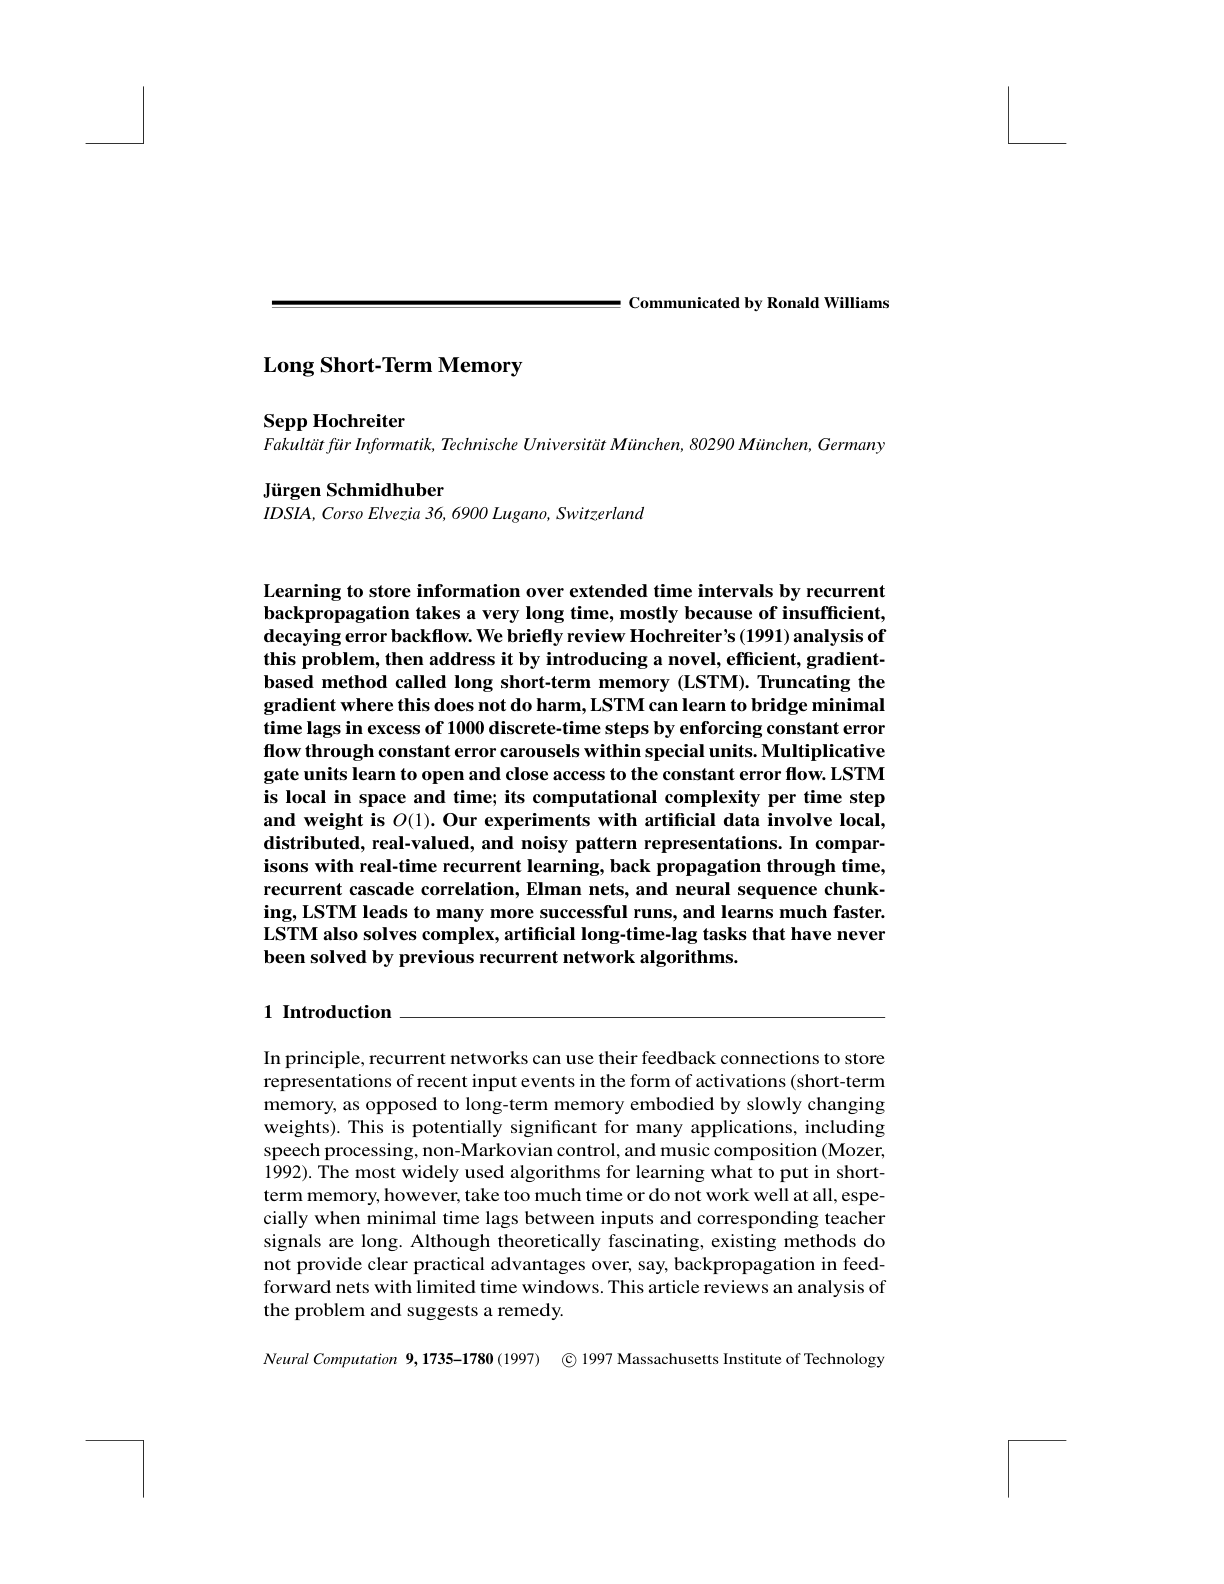 Communicated by Ronald Williams
Long Short-Term Memory
Sepp Hochreiter
Fakultät für Informatik, Technische Universität München, 80290 München, Germany
Jürgen Schmidhuber
IDSIA, Corso Elvezia 36, 6900 Lugano, Switzerland
Learning to store information over extended time intervals by recurrent
backpropagation takes a very long time, mostly because of insufficient,
decaying error backflow. We briefly review Hochreiter's (1991) analysis of
this problem, then address it by introducing a novel, efficient, gradient-
based method called long short-term memory (LSTM). Truncating the
gradient where this does not do harm, LSTM can learn to bridge minimal
time lags in excess of 1000 discrete-time steps by enforcing constant error
flow through constant error carousels within special units. Multiplicative
gate units learn to open and close access to the constant error flow. LSTM
is local in space and time; its computational complexity per time step
and weight is O(1). Our experiments with artificial data involve local,
distributed, real-valued, and noisy pattern representations. In compar-
isons with real-time recurrent learning, back propagation through time,
recurrent cascade correlation, Elman nets, and neural sequence chunk-
ing, LSTM leads to many more successful runs, and learns much faster.
LSTM also solves complex, artificial long-time-lag tasks that have never
been solved by previous recurrent network algorithms.
1 Introduction
In principle, recurrent networks can use their feedback connections to store
representations of recent input events in the form of activations (short-term
memory, as opposed to long-term memory embodied by slowly changing
weights). This is potentially significant for many applications, including
speech processing, non-Markovian control, and music composition (Mozer,
1992). The most widely used algorithms for learning what to put in short-
term memory, however, take too much time or do not work well at all, espe-
cially when minimal time lags between inputs and corresponding teacher
signals are long. Although theoretically fascinating, existing methods do
not provide clear practical advantages over, say, backpropagation in feed-
forward nets with limited time windows. This article reviews an analysis of
the problem and suggests a remedy.
Neural Computation 9, 1735–1780 (1997) © 1997 Massachusetts Institute of Technology